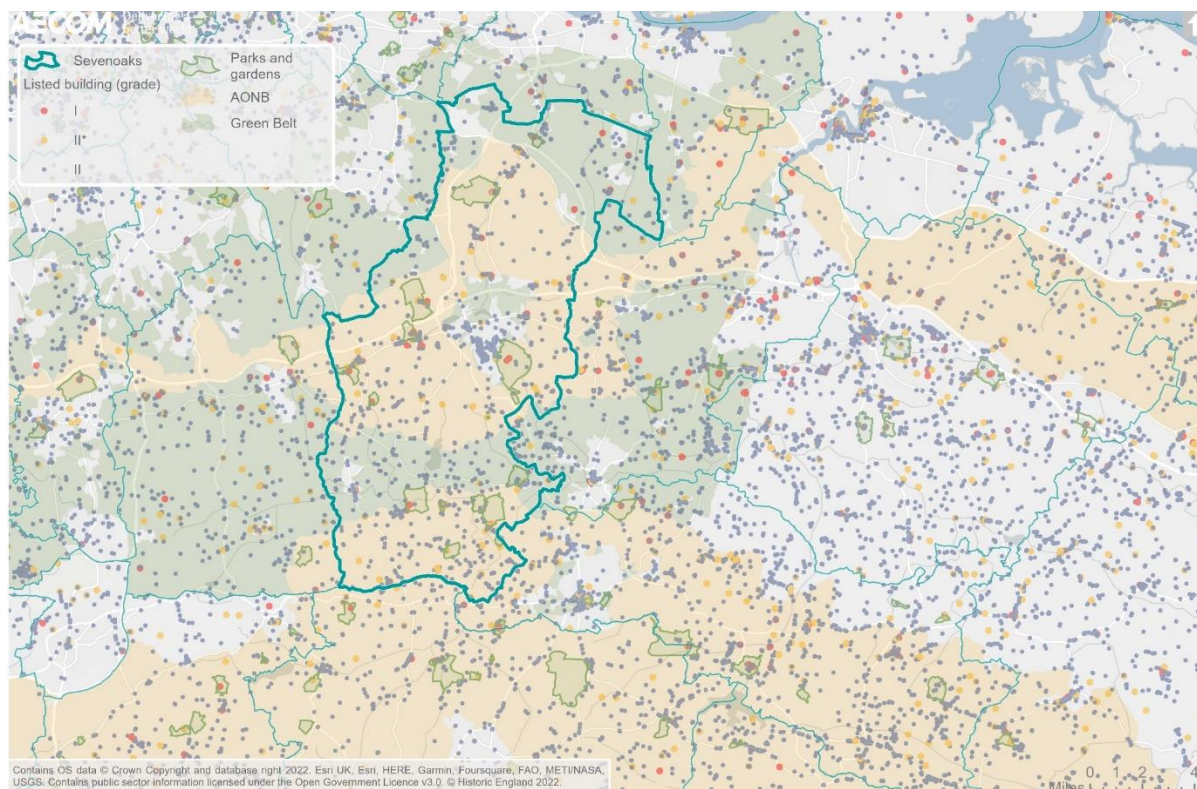 AECOM
Sevenoaks
Listed building (grade)
I
II*
II
Parks and
gardens
AONB
Green Belt
Contains OS data © Crown Copyright and database right 2022. Esri UK, Esri, HERE, Garmin, Foursquare, FAO, METI/NASA,
USGS. Contains public sector information licensed under the Open Government Licence v3.0. © Historic England 2022.
0 1 2 4
Miles